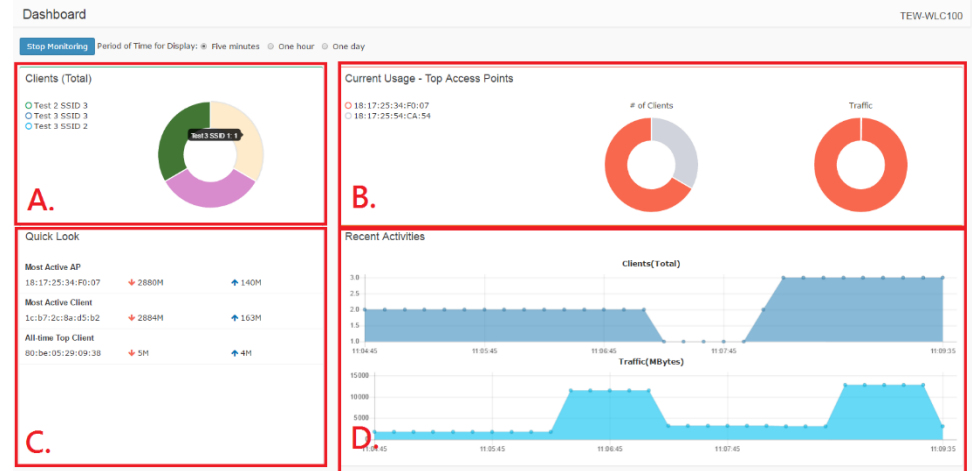 Dashboard
TEW-WLC100
Stop Monitoring Period of Time for Display: Five minutes One hour One day
Clients (Total)
Test 2 SSID 3
Test 3 SSID 3
Test 3 SSID 2
Test 3 SSID 1: 1
A.
Current Usage - Top Access Points
18:17:25:34:F0:07
18:17:25:54:CA:54
# of Clients
Traffic
B.
Quick Look
Most Active AP
18:17:25:34:F0:07 2880M 140M
Most Active Client
1c:b7:2c:8a:d5:b2 2884M 163M
All-time Top Client
80:be:05:29:09:38 5M 4M
C.
Recent Activities
Clients(Total)
3.0
2.5
2.0
1.5
1.0
11:04:45 11:05:45 11:06:45 11:07:45 11:09:35
Traffic(MBytes)
15000
10000
5000
D.
11:04:45 11:05:45 11:06:45 11:07:45 11:09:35